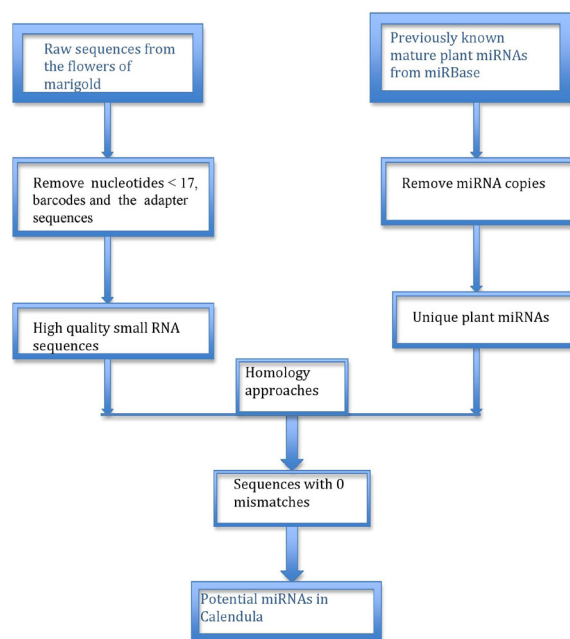 Raw sequences from
the flowers of
marigold
Previously known
mature plant miRNAs
from miRBase
Remove nucleotides < 17,
barcodes and the adapter
sequences
Remove miRNA copies
High quality small RNA
sequences
Unique plant miRNAs
Homology
approaches
Sequences with 0
mismatches
Potential miRNAs in
Calendula